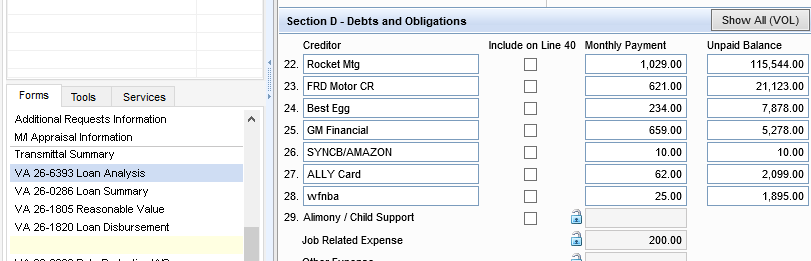 Section D - Debts and Obligations
Show All (VOL)
Creditor Include on Line 40 Monthly Payment Unpaid Balance
22. Rocket Mtg 1,029.00 115,544.00
23. FRD Motor CR 621.00 21,123.00
24. Best Egg 234.00 7,878.00
25. GM Financial 659.00 5,278.00
26. SYNCB/AMAZON 10.00 10.00
27. ALLY Card 62.00 2,099.00
28. wfnba 25.00 1,895.00
29. Alimony / Child Support
Job Related Expense 200.00
Forms Tools Services
Additional Requests Information
MI Appraisal Information
Transmittal Summary
VA 26-6393 Loan Analysis
VA 26-0286 Loan Summary
VA 26-1805 Reasonable Value
VA 26-1820 Loan Disbursement